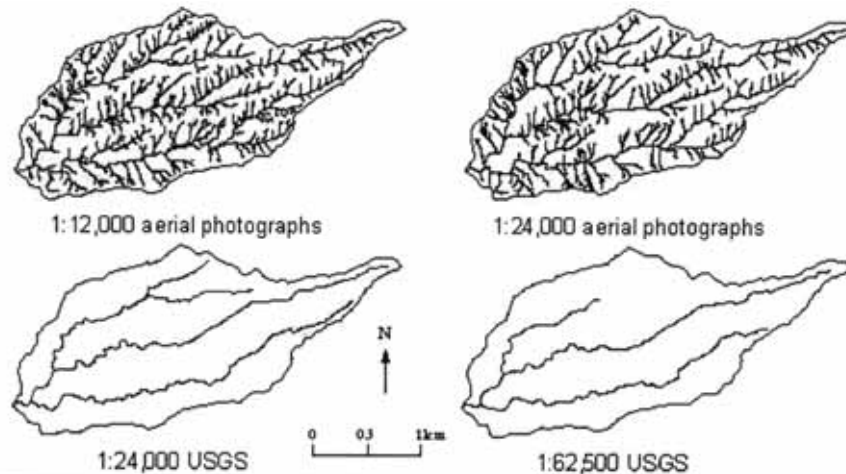 1:12,000 aerial photographs
1:24,000 aerial photographs
N
0 0.5 1km
1:24,000 USGS
1:62,500 USGS